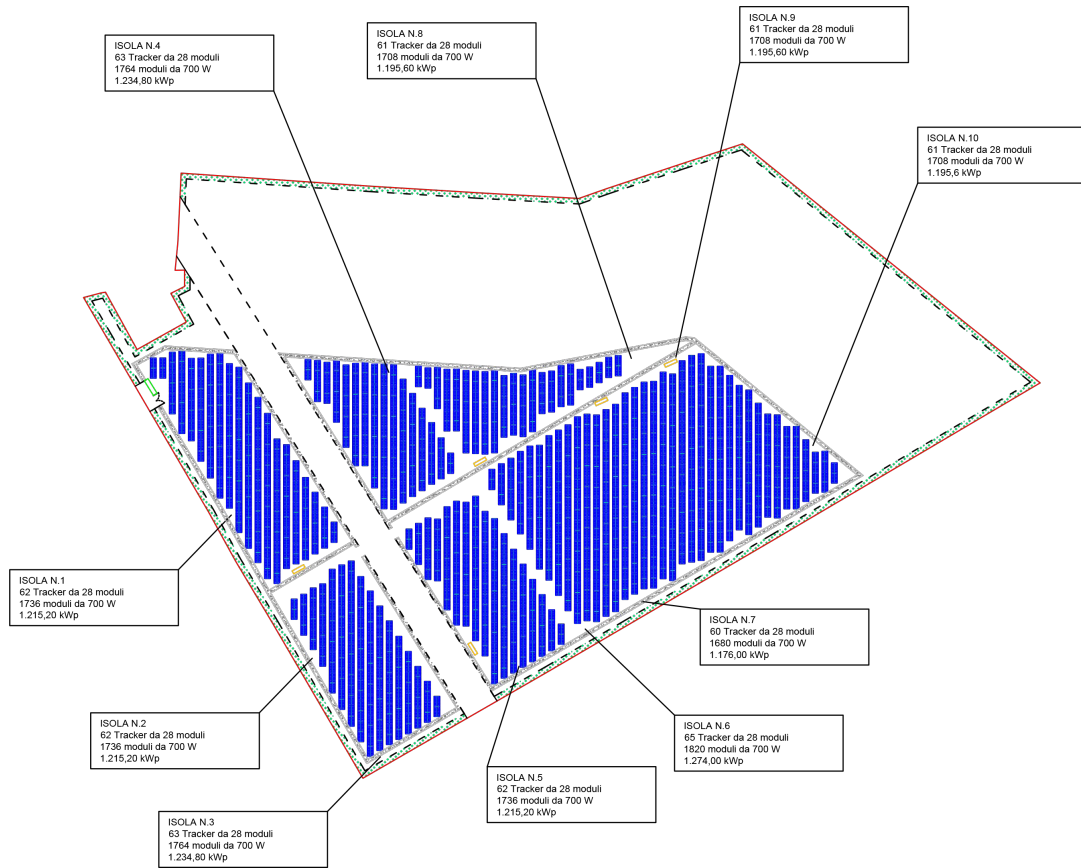 ISOLA N.9
61 Tracker da 28 moduli
1708 moduli da 700 W
1.195,60 kWp
ISOLA N.8
61 Tracker da 28 moduli
1708 moduli da 700 W
1.195,60 kWp
ISOLA N.4
63 Tracker da 28 moduli
1764 moduli da 700 W
1.234,80 kWp
ISOLA N.10
61 Tracker da 28 moduli
1708 moduli da 700 W
1.195,6 kWp
ISOLA N.1
62 Tracker da 28 moduli
1736 moduli da 700 W
1.215,20 kWp
ISOLA N.7
60 Tracker da 28 moduli
1680 moduli da 700 W
1.176,00 kWp
ISOLA N.2
62 Tracker da 28 moduli
1736 moduli da 700 W
1.215,20 kWp
ISOLA N.6
65 Tracker da 28 moduli
1820 moduli da 700 W
1.274,00 kWp
ISOLA N.5
62 Tracker da 28 moduli
1736 moduli da 700 W
1.215,20 kWp
ISOLA N.3
63 Tracker da 28 moduli
1764 moduli da 700 W
1.234,80 kWp